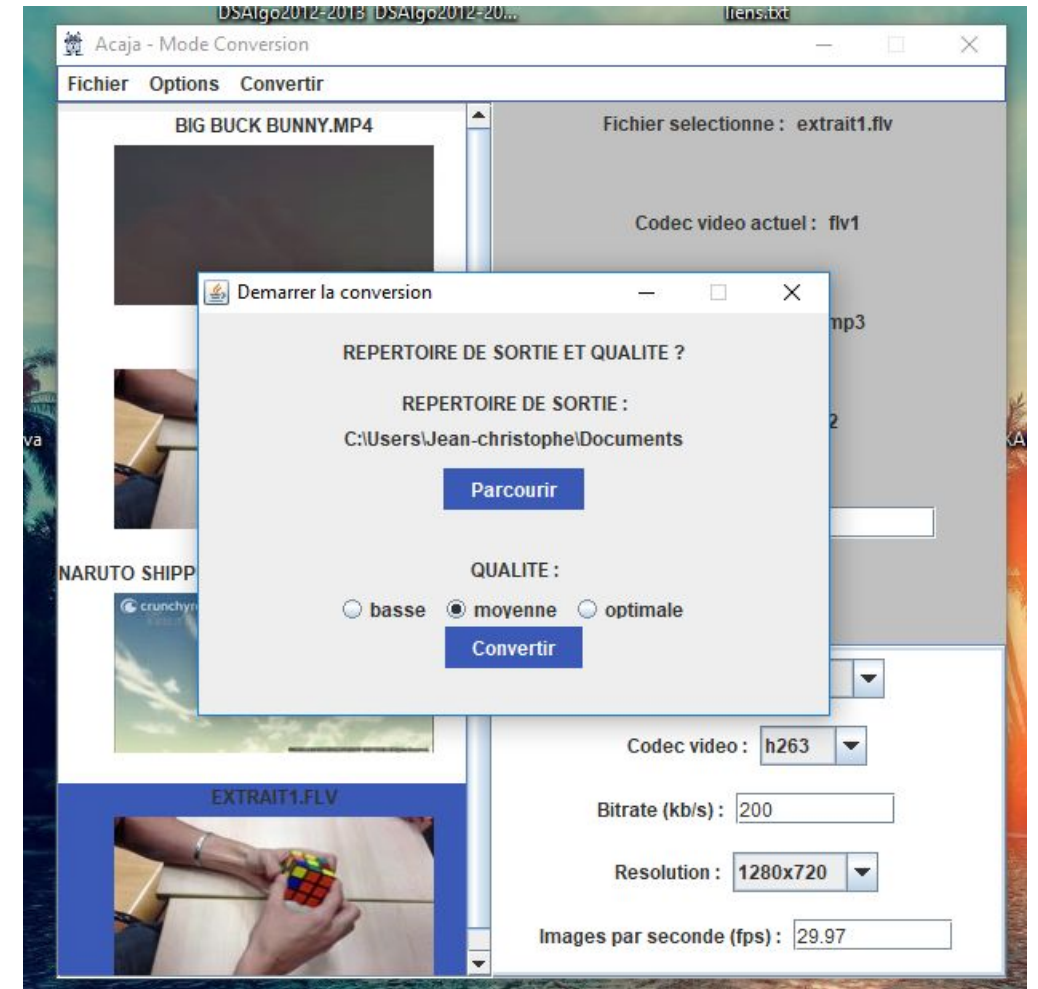 DSAlgo2012-2013 DSAlgo2012-20...
liens.txt
Acaja - Mode Conversion
Fichier Options Convertir
BIG BUCK BUNNY.MP4
Fichier selectionne : extrait1.flv
Codec video actuel : flv1
Demarrer la conversion
mp3
REPERTOIRE DE SORTIE ET QUALITE ?
REPERTOIRE DE SORTIE :
2
va
C:\Users\Jean-christophe\Documents
KA
Parcourir
NARUTO SHIPP
QUALITE :
crunchyr
basse moyenne optimale
Convertir
Codec video : h263
EXTRAIT1.FLV
Bitrate (kb/s) : 200
Resolution : 1280x720
Images par seconde (fps) : 29.97